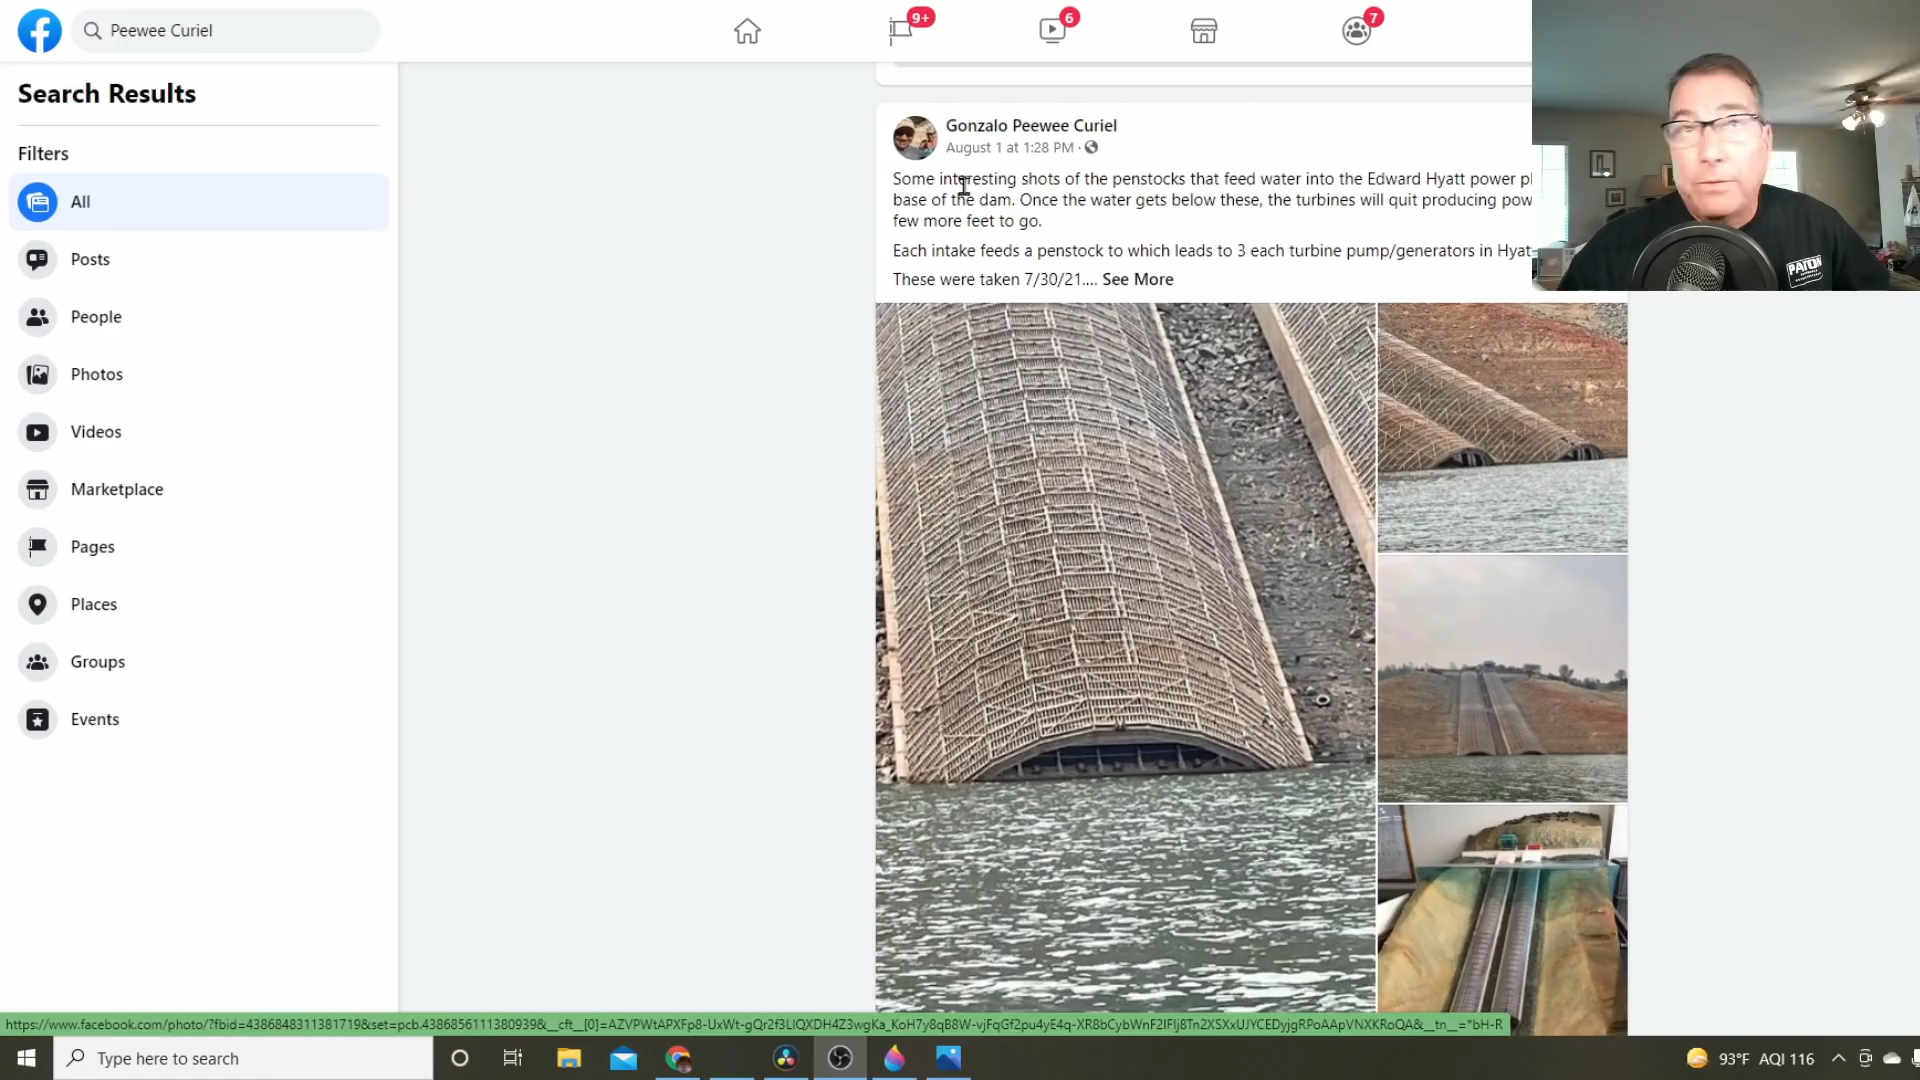 Peewee Curiel
9+
6
7
Search Results
Filters
All
Posts
People
Photos
Videos
Marketplace
Pages
Places
Groups
Events
Gonzalo Peewee Curiel
August 1 at 1:28 PM ·
Some interesting shots of the penstocks that feed water into the Edward Hyatt power pl
base of the dam. Once the water gets below these, the turbines will quit producing pow
few more feet to go.
Each intake feeds a penstock to which leads to 3 each turbine pump/generators in Hyat
These were taken 7/30/21.... See More
PATON
Type here to search
93°F AQI 116